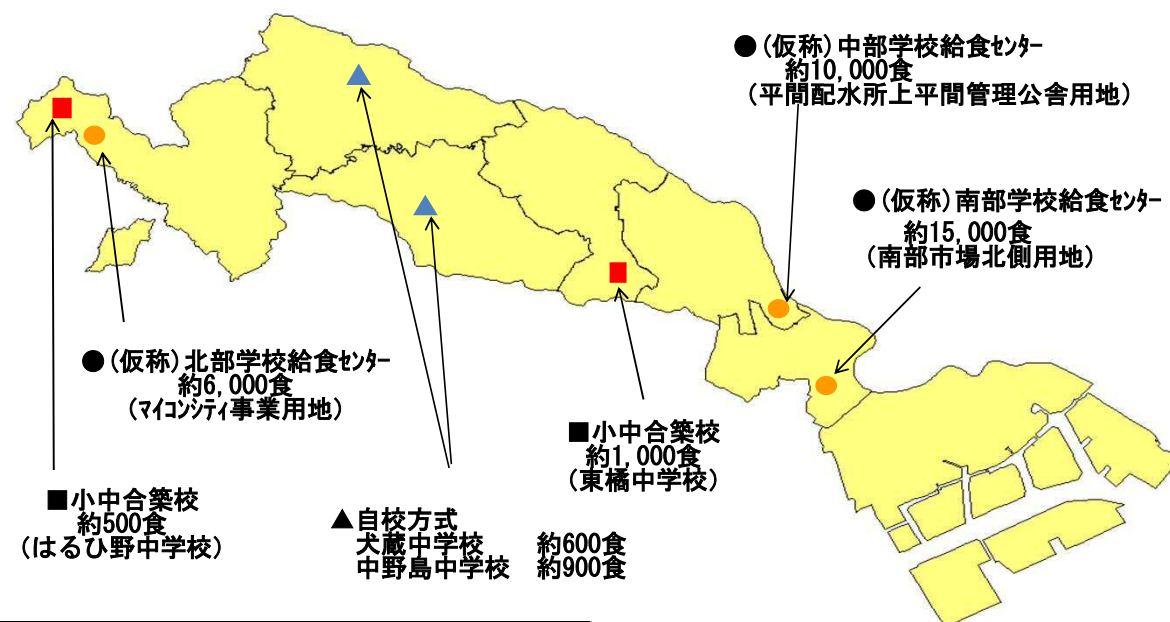 ●(仮称)中部学校給食センター
約10,000食
(平間配水所上平間管理公舎用地)
●(仮称)南部学校給食センター
約15,000食
(南部市場北側用地)
●(仮称)北部学校給食センター
約6,000食
(マイコンシティ事業用地)
■小中合築校
約1,000食
(東橘中学校)
■小中合築校
約500食
(はるひ野中学校)
▲自校方式
犬蔵中学校 約600食
中野島中学校 約900食